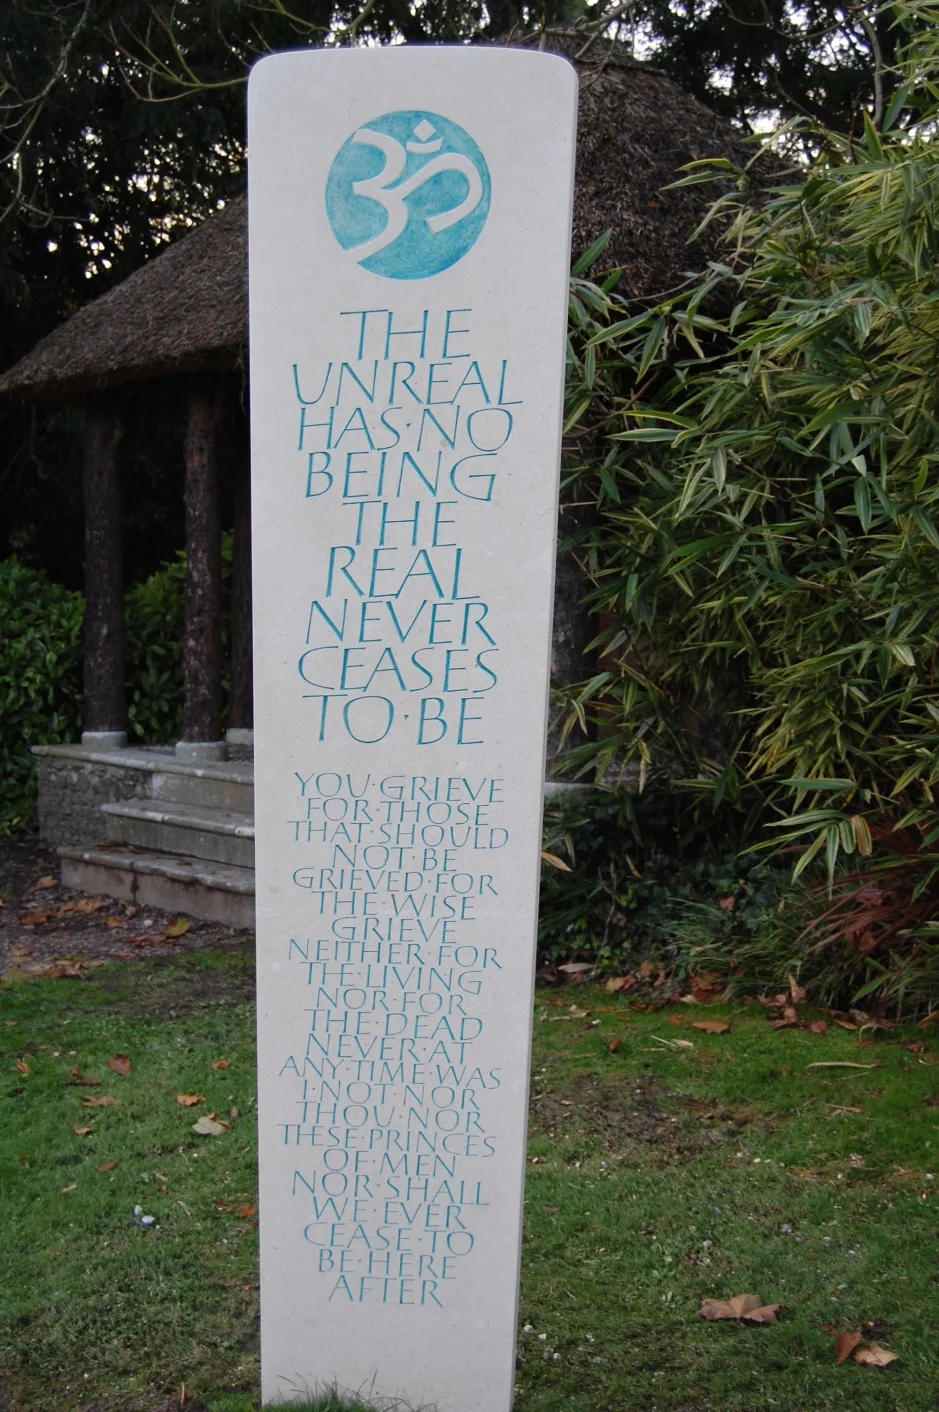 ॐ
THE
UNREAL
HAS·NO
BEING
THE
REAL
NEVER
CEASES
TO·BE
YOU·GRIEVE
FOR·THOSE
THAT·SHOULD
NOT·BE
GRIEVED·FOR
THE·WISE
GRIEVE
NEITHER·FOR
THE·LIVING
NOR·FOR
THE·DEAD
NEVER·AT
ANY·TIME·WAS
I·NOT·NOR
THOU·NOR
THESE·PRINCES
OF·MEN
NOR·SHALL
WE·EVER
CEASE·TO
BE·HERE
AFTER